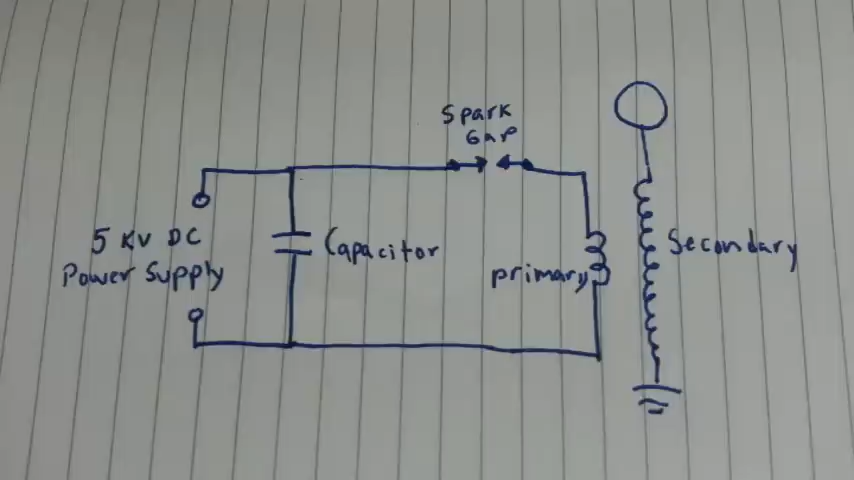 Spark
Gap
5 KV DC
Power Supply
Capacitor
primary
Secondary